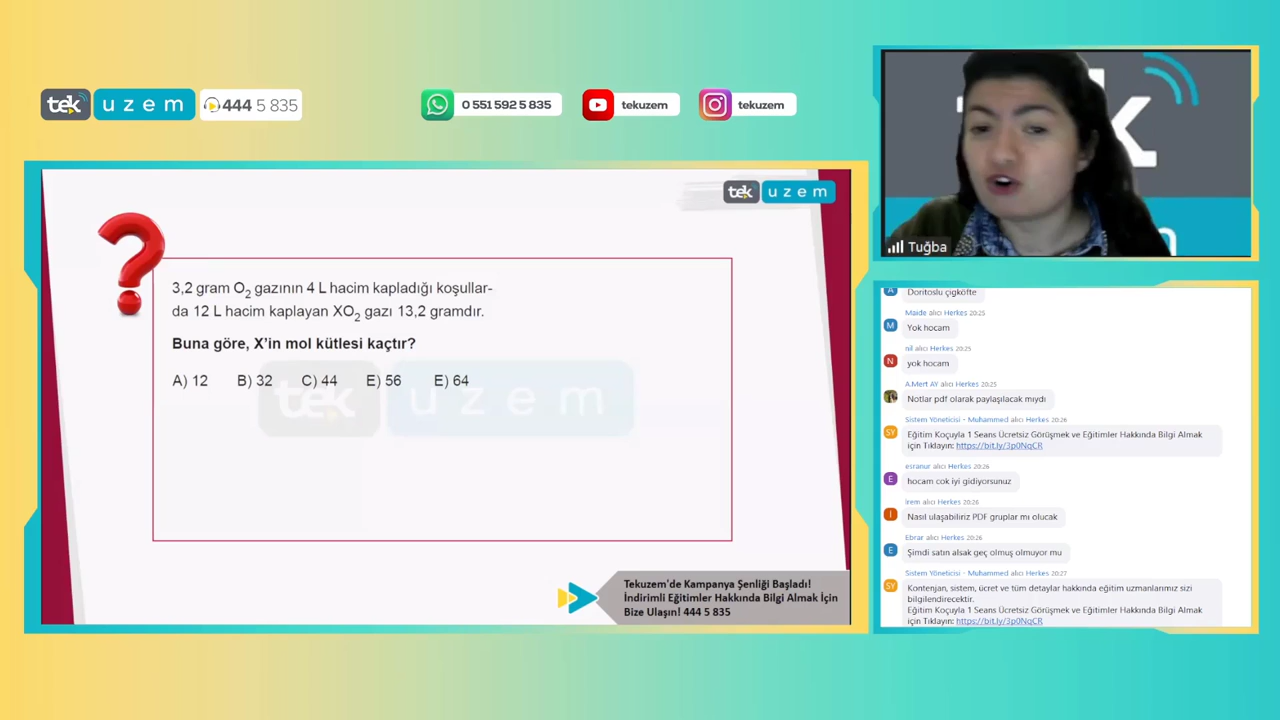 tek uzem 444 5 835
0 551 592 5 835
tekuzem
tekuzem
tek uzem
3,2 gram O2 gazının 4 L hacim kapladığı koşullar-
da 12 L hacim kaplayan XO2 gazı 13,2 gramdır.
Buna göre, X'in mol kütlesi kaçtır?
A) 12 B) 32 C) 44 E) 56 E) 64
tek uzem
Tekuzem'de Kampanya Şenliği Başladı!
İndirimli Eğitimler Hakkında Bilgi Almak İçin
Bize Ulaşın! 444 5 835
Tuğba
A
Doritoslu çigköfte
Maide alıcı Herkes 20:25
M
Yok hocam
nil alıcı Herkes 20:25
N
yok hocam
A.Mert AY alıcı Herkes 20:25
Notlar pdf olarak paylaşılacak mıydı
Sistem Yöneticisi - Muhammed alıcı Herkes 20:26
SY
Eğitim Koçuyla 1 Seans Ücretsiz Görüşmek ve Eğitimler Hakkında Bilgi Almak
için Tıklayın: https://bit.ly/3p0NqCR
esranur alıcı Herkes 20:26
E
hocam cok iyi gidiyorsunuz
İrem alıcı Herkes 20:26
I
Nasıl ulaşabiliriz PDF gruplar mı olucak
Ebrar alıcı Herkes 20:26
E
Şimdi satın alsak geç olmuş olmuyor mu
Sistem Yöneticisi - Muhammed alıcı Herkes 20:27
SY
Kontenjan, sistem, ücret ve tüm detaylar hakkında eğitim uzmanlarımız sizi
bilgilendirecektir.
Eğitim Koçuyla 1 Seans Ücretsiz Görüşmek ve Eğitimler Hakkında Bilgi Almak
için Tıklayın: https://bit.ly/3p0NqCR